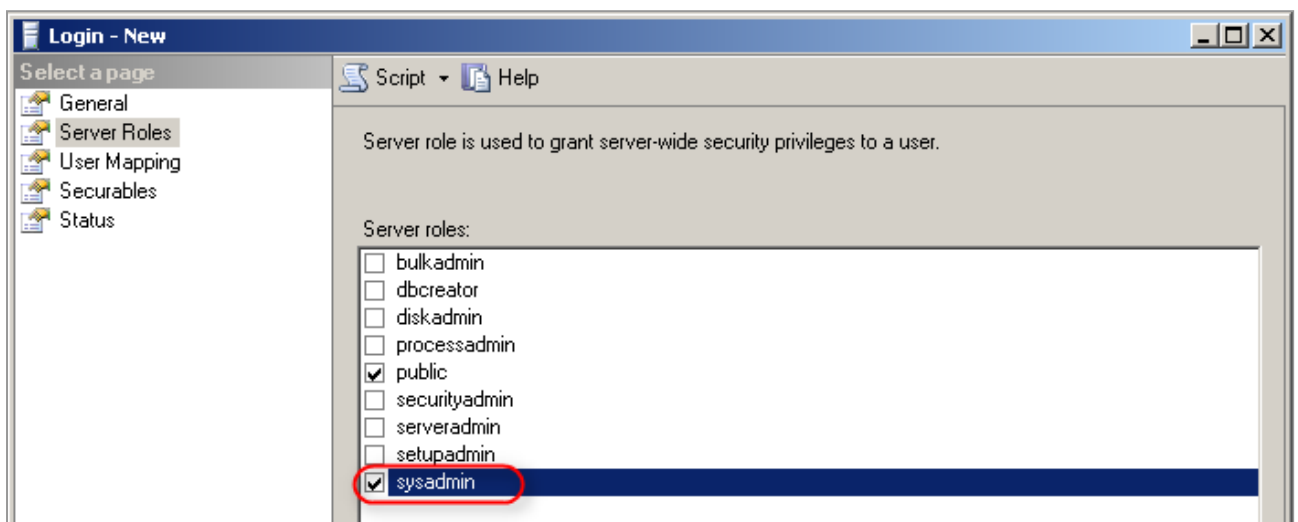 Login - New
Select a page
General
Server Roles
User Mapping
Securables
Status
Script Help
Server role is used to grant server-wide security privileges to a user.
Server roles:
bulkadmin
dbcreator
diskadmin
processadmin
public
securityadmin
serveradmin
setupadmin
sysadmin